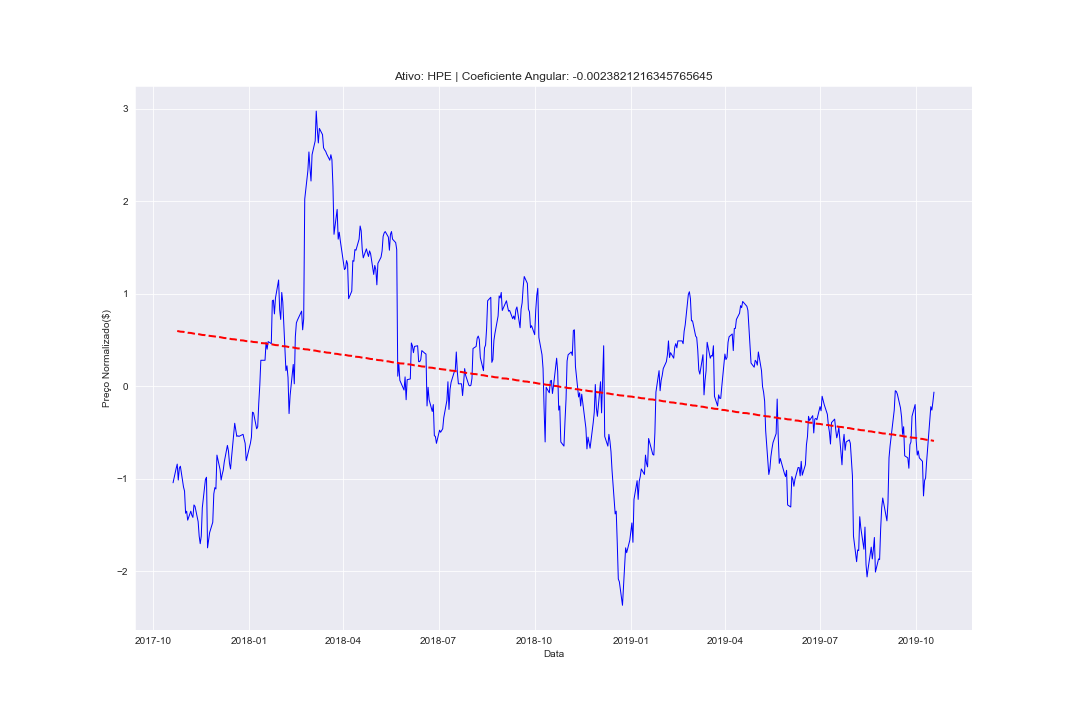 Ativo: HPE | Coeficiente Angular: -0.0023821216345765645
3
2
1
0
−1
−2
Preço Normalizado($)
2017-10 2018-01 2018-04 2018-07 2018-10 2019-01 2019-04 2019-07 2019-10
Data